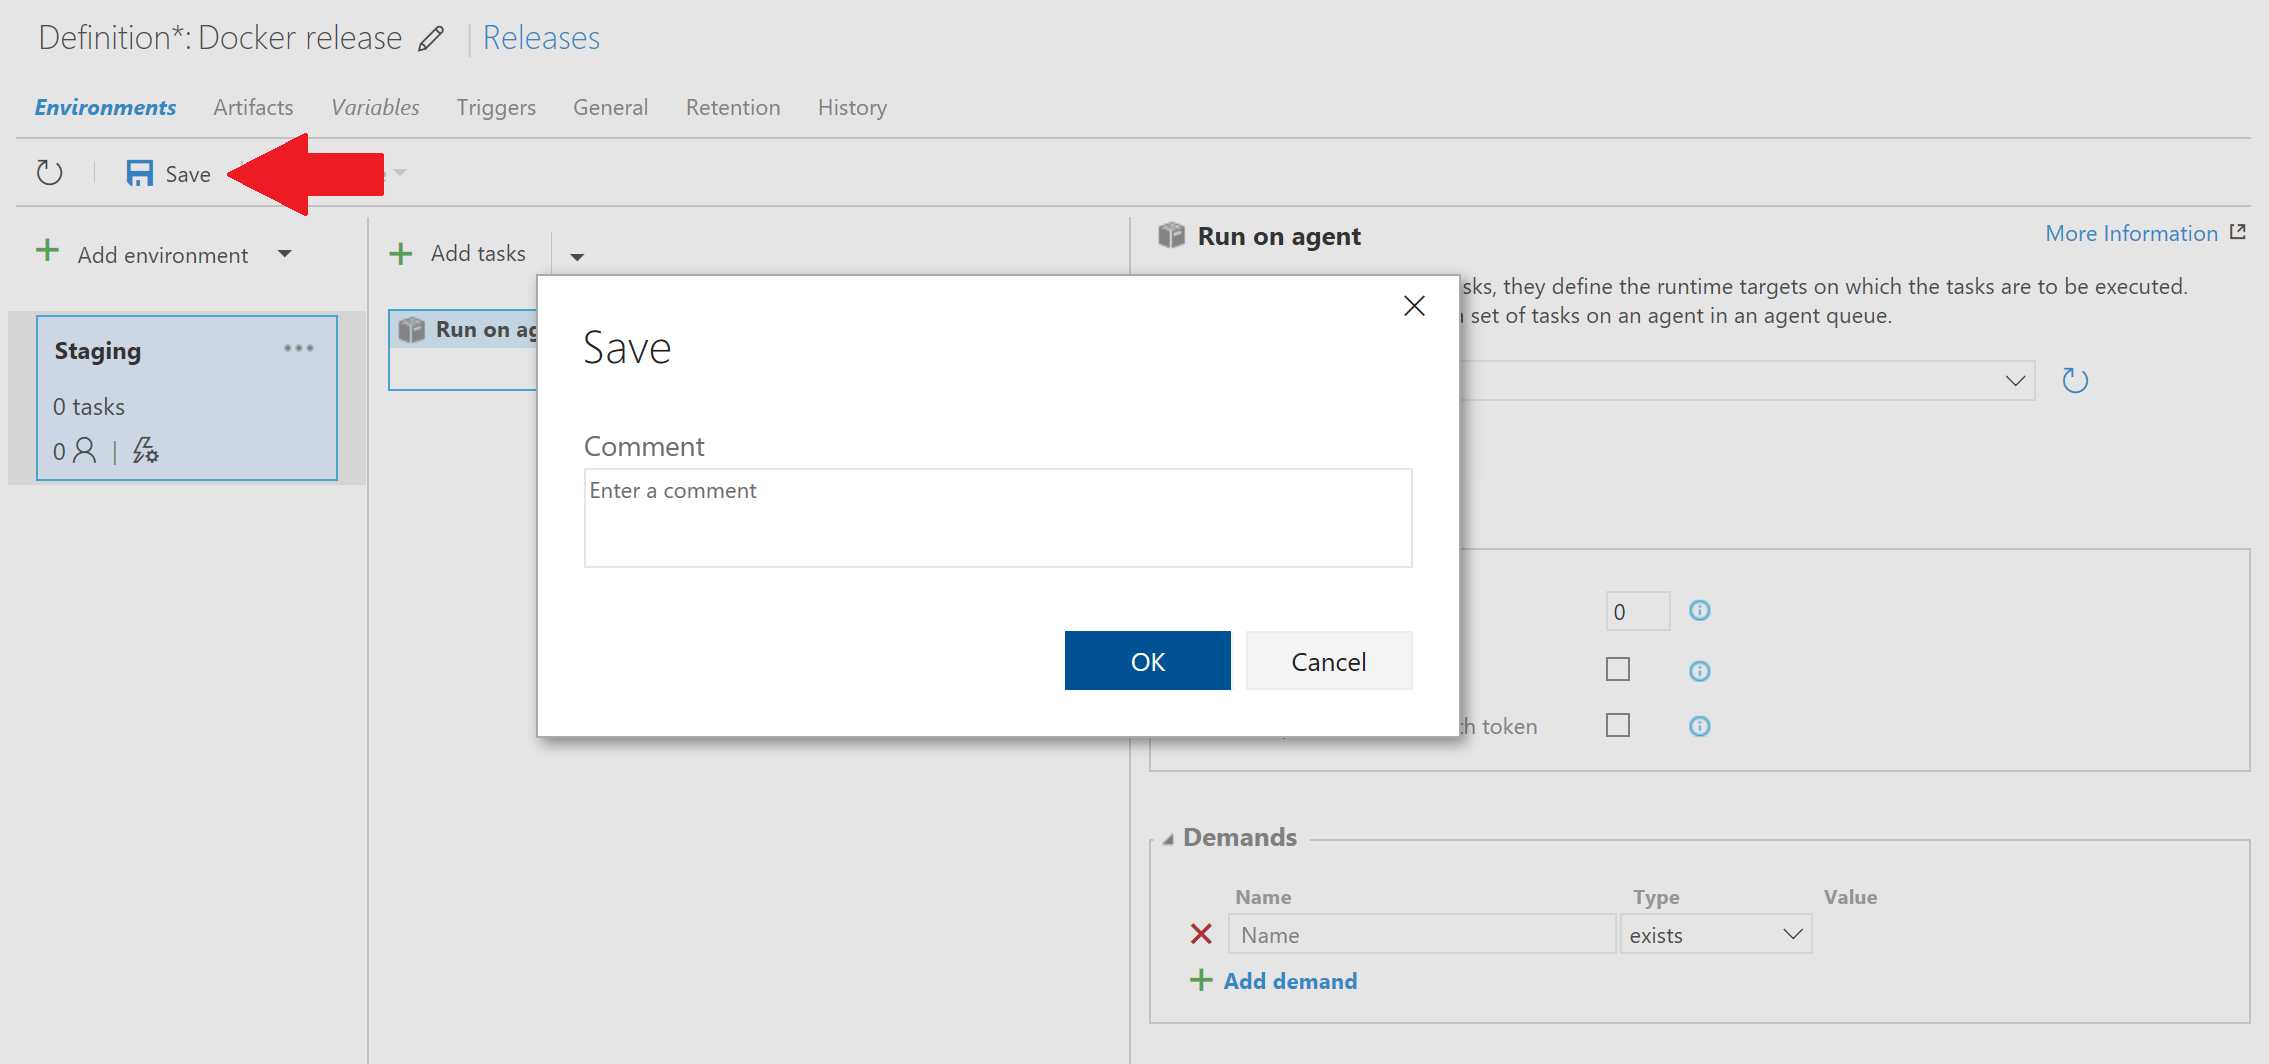 Definition*: Docker release | Releases
Environments Artifacts Variables Triggers General Retention History
Save
Add environment
Add tasks
Run on agent
More Information
sks, they define the runtime targets on which the tasks are to be executed.
set of tasks on an agent in an agent queue.
Run on ag
Staging
0 tasks
0
Save
Comment
Enter a comment
OK Cancel
0
th token
Demands
Name Type Value
Name exists
Add demand